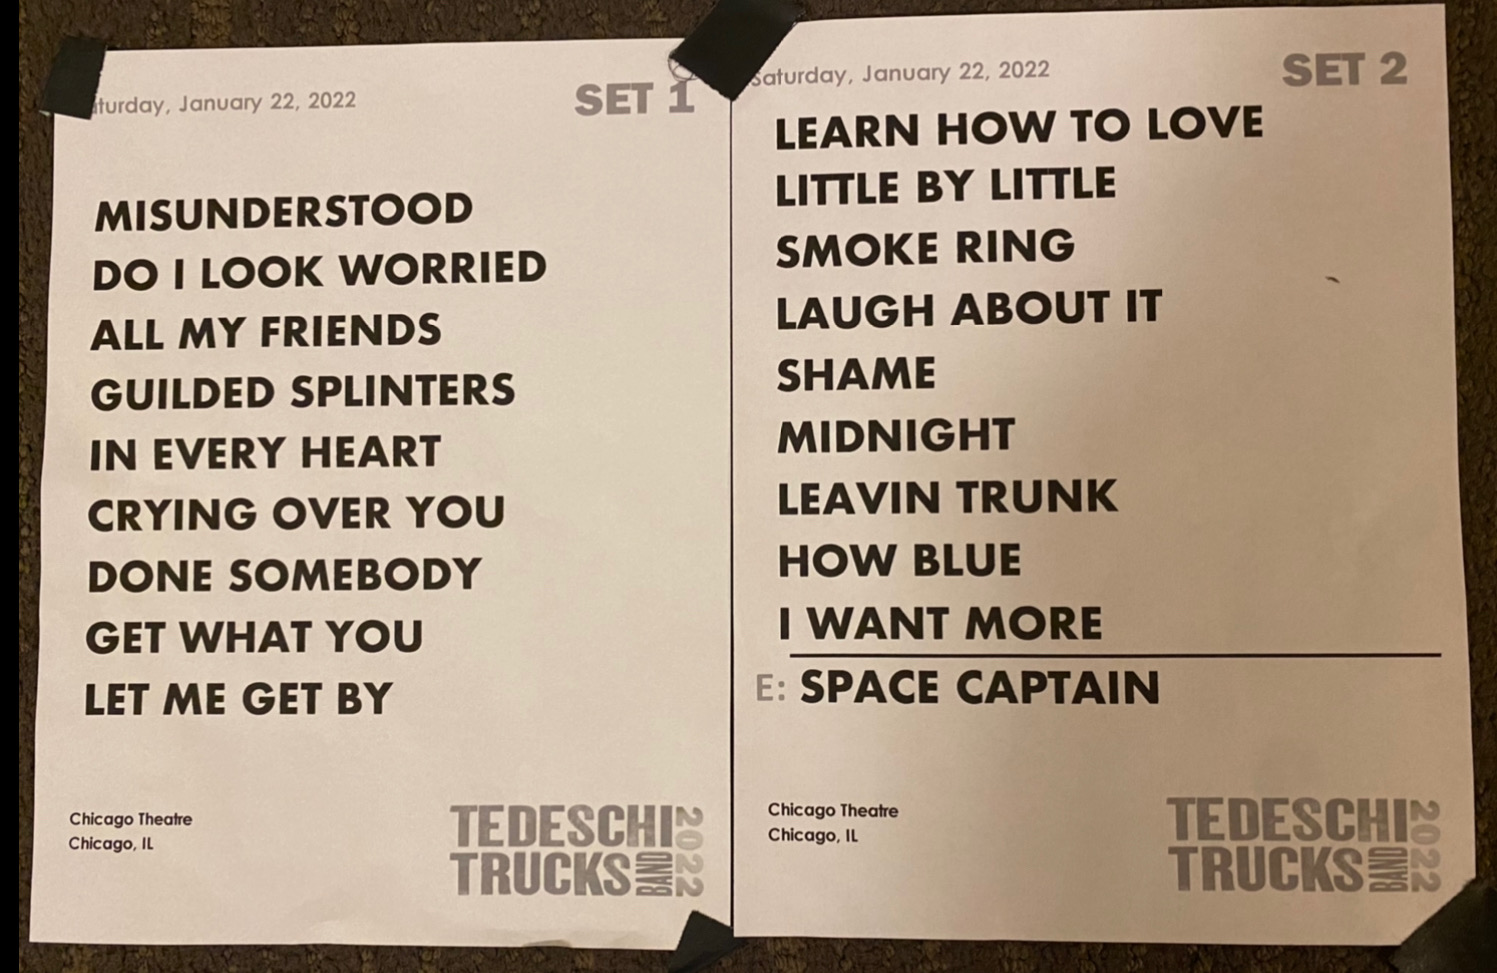 turday, January 22, 2022
SET 1
MISUNDERSTOOD
DO I LOOK WORRIED
ALL MY FRIENDS
GUILDED SPLINTERS
IN EVERY HEART
CRYING OVER YOU
DONE SOMEBODY
GET WHAT YOU
LET ME GET BY
Chicago Theatre
Chicago, IL
TEDESCHI
TRUCKS BAND 2022
Saturday, January 22, 2022
SET 2
LEARN HOW TO LOVE
LITTLE BY LITTLE
SMOKE RING
LAUGH ABOUT IT
SHAME
MIDNIGHT
LEAVIN TRUNK
HOW BLUE
I WANT MORE
E: SPACE CAPTAIN
Chicago Theatre
Chicago, IL
TEDESCHI
TRUCKS BAND 2022